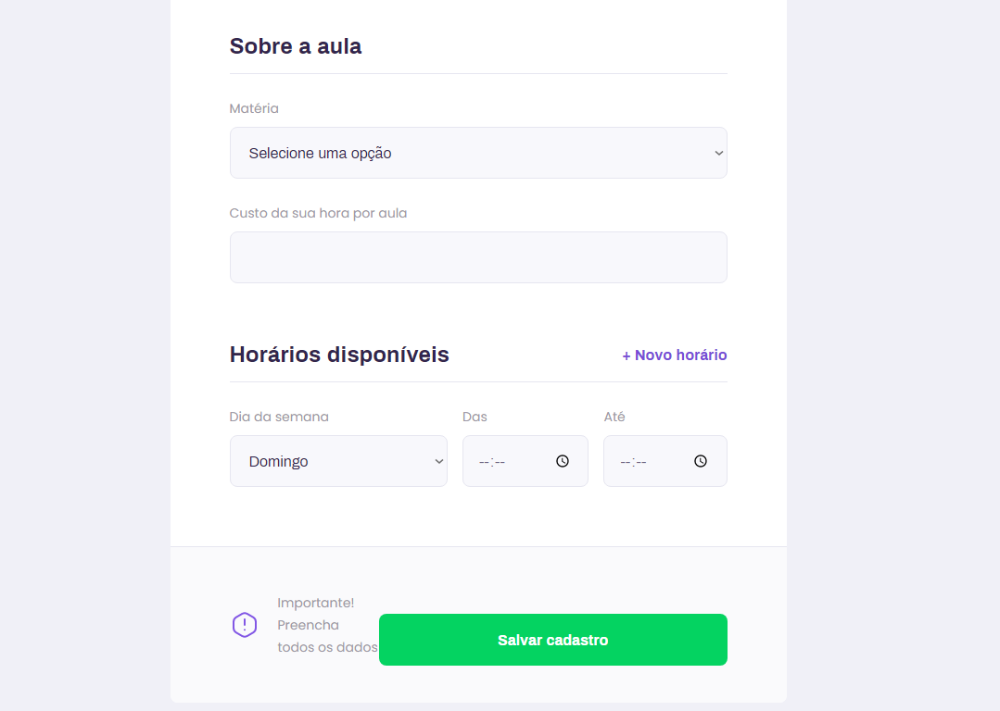 Sobre a aula
Matéria
Selecione uma opção
Custo da sua hora por aula
Horários disponíveis
+ Novo horário
Dia da semana
Das
Até
Domingo
--:--
--:--
Importante!
Preencha
todos os dados
Salvar cadastro